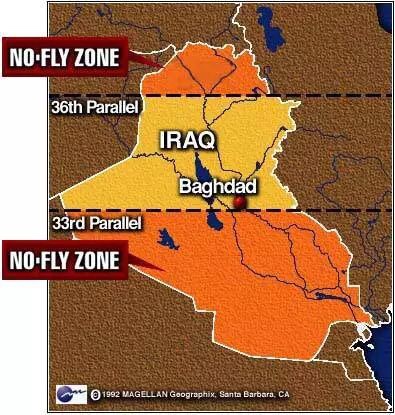 NO-FLY ZONE
36th Parallel
IRAQ
Baghdad
33rd Parallel
NO-FLY ZONE
© 1992 MAGELLAN Geographix, Santa Barbara, CA